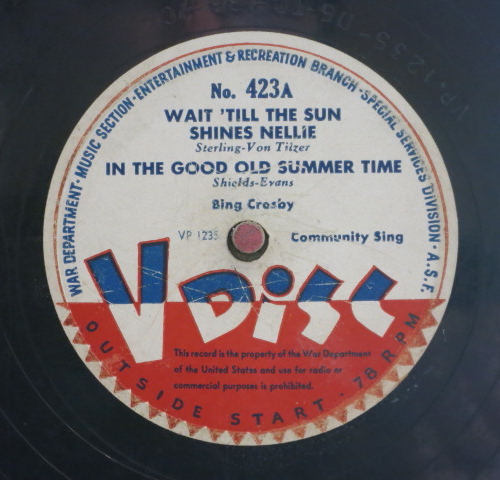 WAR DEPARTMENT-MUSIC SECTION-ENTERTAINMENT & RECREATION BRANCH-SPECIAL SERVICES DIVISION·A.S.F.
No. 423A
WAIT 'TILL THE SUN
SHINES NELLIE
Sterling-Von Tilzer
IN THE GOOD OLD SUMMER TIME
Shields-Evans
Bing Crosby
VP 1235
Community Sing
V DISC
This record is the property of the War Department
of the United States and use for radio or
commercial purposes is prohibited.
OUTSIDE START · 78 RPM